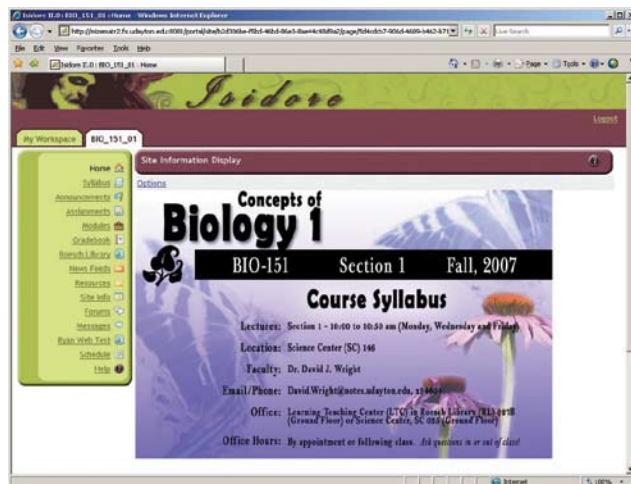 Isidore II.0 : BIO_151_01 : Home - Windows Internet Explorer
Live Search
File Edit View Favorites Tools Help
Isidore II.0 : BIO_151_01 : Home
Page Tools
Isidore
Logout
My Workspace BIO_151_01
Home
Syllabus
Announcements
Assignments
Modules
Gradebook
Roesch Library
News Feeds
Resources
Site Info
Forums
Messages
Ryan Web Test
Schedule
Help
Site Information Display
Options
Concepts of
Biology 1
BIO-151 Section 1 Fall, 2007
Course Syllabus
Lectures: Section 1 - 10:00 to 10:50 am (Monday, Wednesday and Friday)
Location: Science Center (SC) 146
Faculty: Dr. David J. Wright
Email/Phone: David.Wright@notes.udayton.edu,
Office: Learning Teaching Center (LTC) in Roesch Library (RL)
(Ground Floor) or Science Center, SC (Ground Floor)
Office Hours: By appointment or following class. Ask questions in or out of class!
Internet 100%